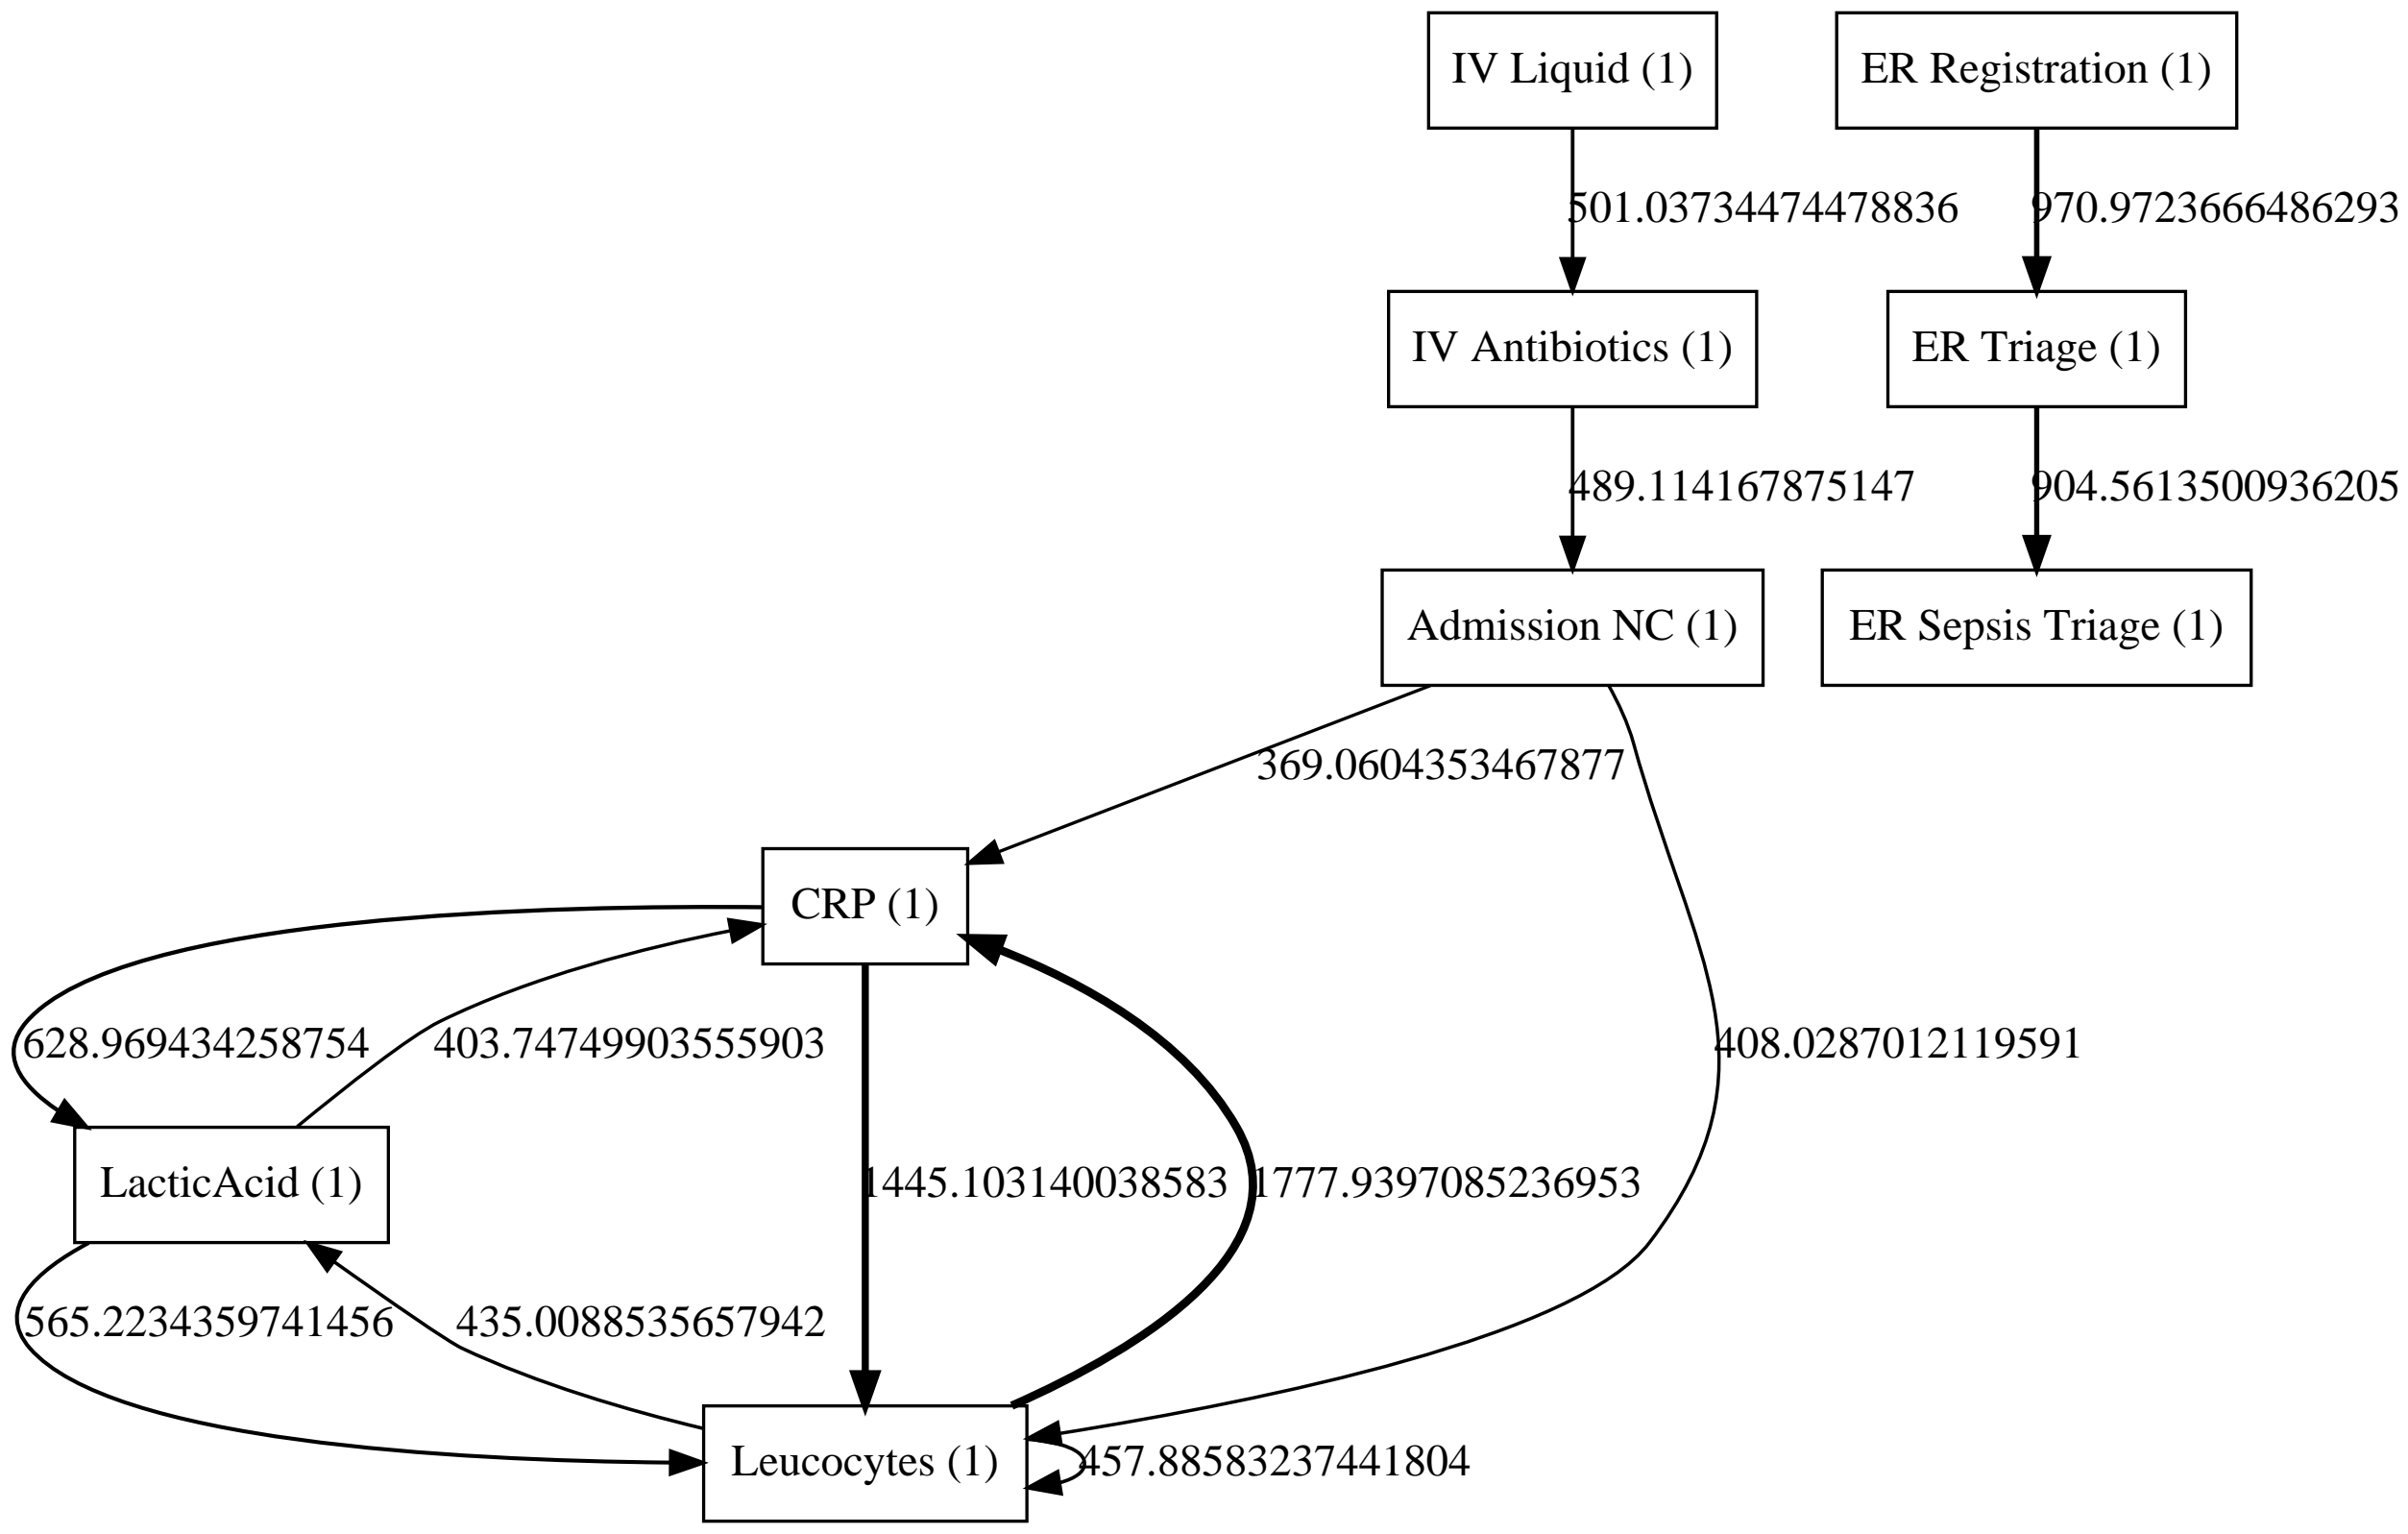 IV Liquid (1)
ER Registration (1)
501.03734474478836
970.9723666486293
IV Antibiotics (1)
ER Triage (1)
489.114167875147
904.5613500936205
Admission NC (1)
ER Sepsis Triage (1)
369.0604353467877
CRP (1)
628.969434258754
403.74749903555903
408.0287012119591
LacticAcid (1)
1445.103140038583
1777.9397085236953
565.2234359741456
435.0088535657942
Leucocytes (1)
457.88583237441804